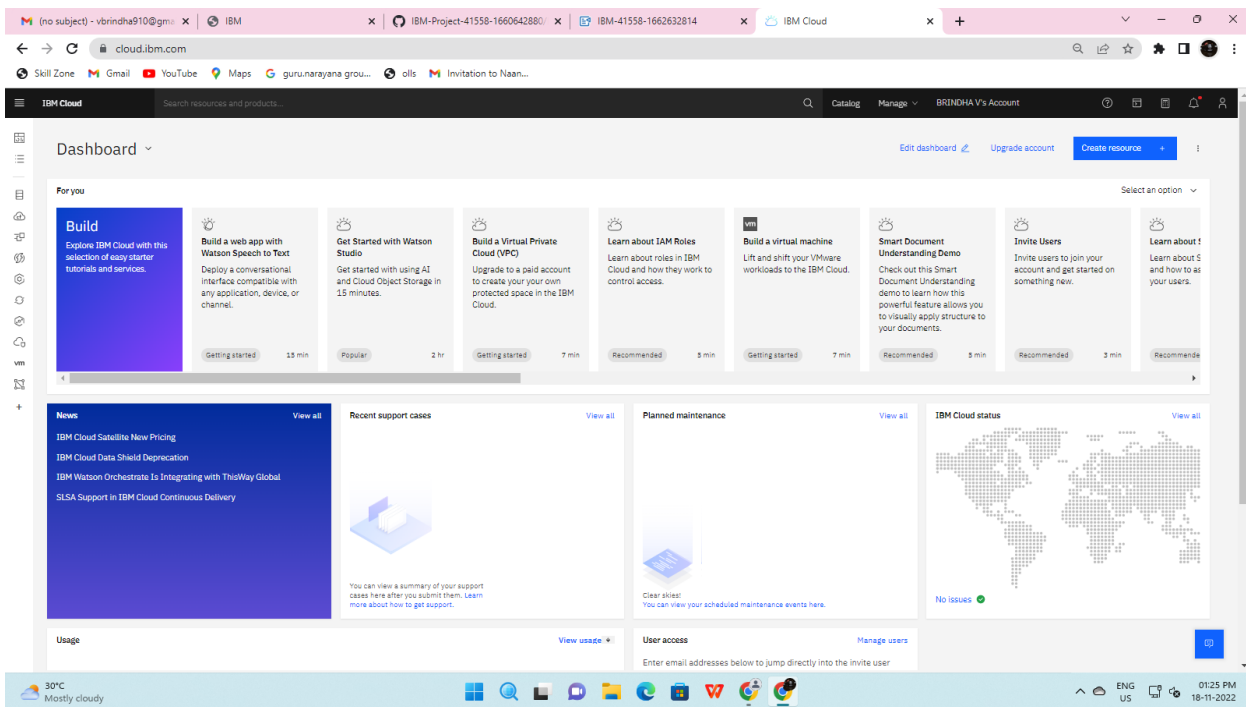 (no subject) - vbrindha910@gma
IBM
IBM-Project-41558-1660642880/
IBM-41558-1662632814
IBM Cloud
cloud.ibm.com
Skill Zone
Gmail
YouTube
Maps
guru.narayana grou...
olls
Invitation to Naan...
IBM Cloud
Search resources and products...
Catalog
Manage
BRINDHA V's Account
Dashboard
Edit dashboard
Upgrade account
Create resource +
For you
Select an option
Build
Explore IBM Cloud with this
selection of easy starter
tutorials and services.
Build a web app with
Watson Speech to Text
Deploy a conversational
interface compatible with
any application, device, or
channel.
Getting started 13 min
Get Started with Watson
Studio
Get started with using AI
and Cloud Object Storage in
15 minutes.
Popular 2 hr
Build a Virtual Private
Cloud (VPC)
Upgrade to a paid account
to create your your own
protected space in the IBM
Cloud.
Getting started 7 min
Learn about IAM Roles
Learn about roles in IBM
Cloud and how they work to
control access.
Recommended 5 min
vm
Build a virtual machine
Lift and shift your VMware
workloads to the IBM Cloud.
Getting started 7 min
Smart Document
Understanding Demo
Check out this Smart
Document Understanding
demo to learn how this
powerful feature allows you
to visually apply structure to
your documents.
Recommended 5 min
Invite Users
Invite users to join your
account and get started on
something new.
Recommended 3 min
Learn about S
Learn about S
and how to as
your users.
Recommende
vm
News
View all
IBM Cloud Satellite New Pricing
IBM Cloud Data Shield Deprecation
IBM Watson Orchestrate Is Integrating with ThisWay Global
SLSA Support in IBM Cloud Continuous Delivery
Recent support cases
View all
You can view a summary of your support
cases here after you submit them. Learn
more about how to get support.
Planned maintenance
View all
Clear skies!
You can view your scheduled maintenance events here.
IBM Cloud status
View all
No issues
Usage
View usage
User access
Manage users
Enter email addresses below to jump directly into the invite user
30°C
Mostly cloudy
ENG
US
01:25 PM
18-11-2022